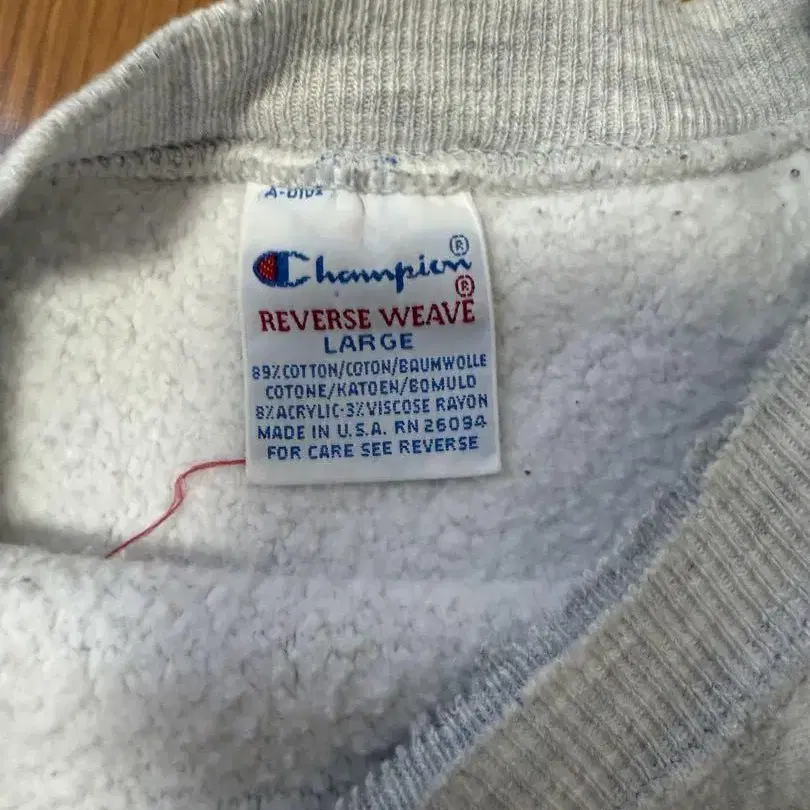 Champion®
REVERSE WEAVE®
LARGE
89% COTTON/COTON/BAUMWOLLE
COTONE/KATOEN/BOMULD
8% ACRYLIC-3% VISCOSE RAYON
MADE IN U.S.A. RN 26094
FOR CARE SEE REVERSE